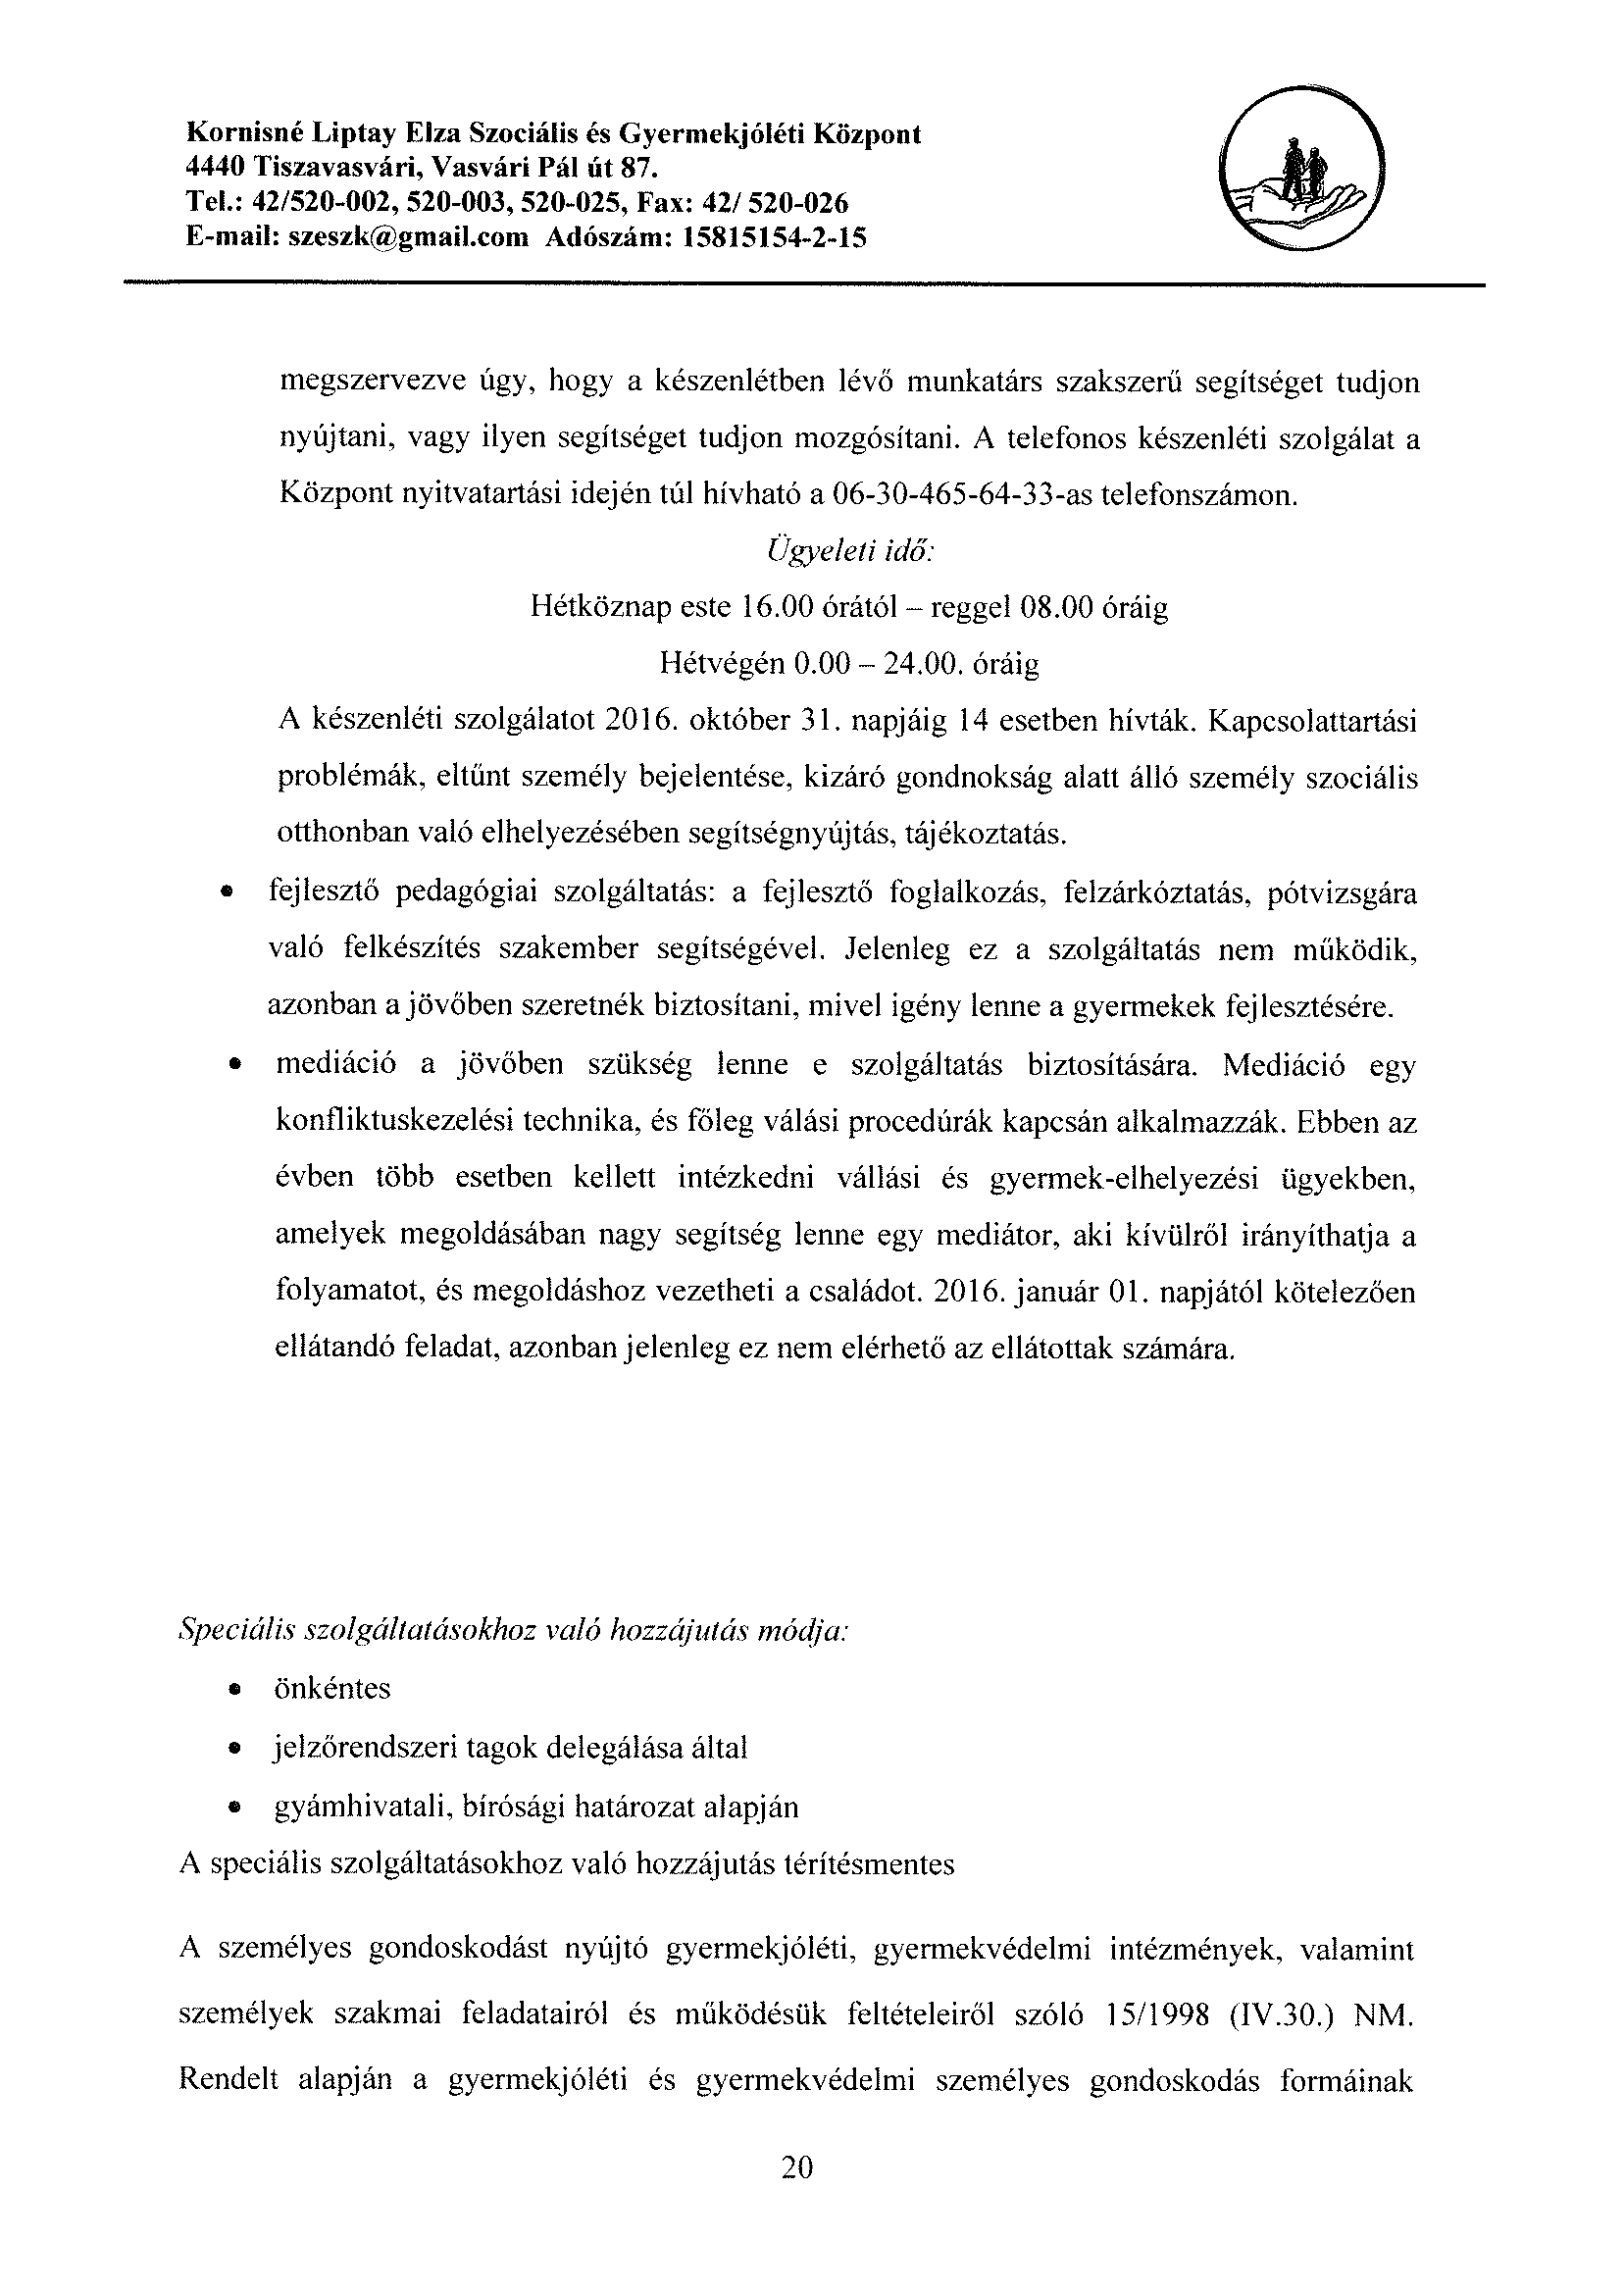 Kornisné Liptay Elza Szociális és Gyermekjóléti Központ
4440 Tiszavasvári, Vasvári Pál út 87.
Tel.: 42/520-002, 520-003, 520-025, Fax: 42/ 520-026
E-mail: szeszk@gmail.com Adószám: 15815154-2-15
megszervezve úgy, hogy a készenlétben lévő munkatárs szakszerű segítséget tudjon
nyújtani, vagy ilyen segítséget tudjon mozgósítani. A telefonos készenléti szolgálat a
Központ nyitvatartási idején túl hívható a 06-30-465-64-33-as telefonszámon.
Ügyeleti idő:
Hétköznap este 16.00 órától – reggel 08.00 óráig
Hétvégén 0.00 – 24.00. óráig
A készenléti szolgálatot 2016. október 31. napjáig 14 esetben hívták. Kapcsolattartási
problémák, eltűnt személy bejelentése, kizáró gondnokság alatt álló személy szociális
otthonban való elhelyezésében segítségnyújtás, tájékoztatás.
• fejlesztő pedagógiai szolgáltatás: a fejlesztő foglalkozás, felzárkóztatás, pótvizsgára
való felkészítés szakember segítségével. Jelenleg ez a szolgáltatás nem működik,
azonban a jövőben szeretnék biztosítani, mivel igény lenne a gyermekek fejlesztésére.
• mediáció a jövőben szükség lenne e szolgáltatás biztosítására. Mediáció egy
konfliktuskezelési technika, és főleg válási procedúrák kapcsán alkalmazzák. Ebben az
évben több esetben kellett intézkedni vállási és gyermek-elhelyezési ügyekben,
amelyek megoldásában nagy segítség lenne egy mediátor, aki kívülről irányíthatja a
folyamatot, és megoldáshoz vezetheti a családot. 2016. január 01. napjától kötelezően
ellátandó feladat, azonban jelenleg ez nem elérhető az ellátottak számára.
Speciális szolgáltatásokhoz való hozzájutás módja:
• önkéntes
• jelzőrendszeri tagok delegálása által
• gyámhivatali, bírósági határozat alapján
A speciális szolgáltatásokhoz való hozzájutás térítésmentes
A személyes gondoskodást nyújtó gyermekjóléti, gyermekvédelmi intézmények, valamint
személyek szakmai feladatairól és működésük feltételeiről szóló 15/1998 (IV.30.) NM.
Rendelt alapján a gyermekjóléti és gyermekvédelmi személyes gondoskodás formáinak
20